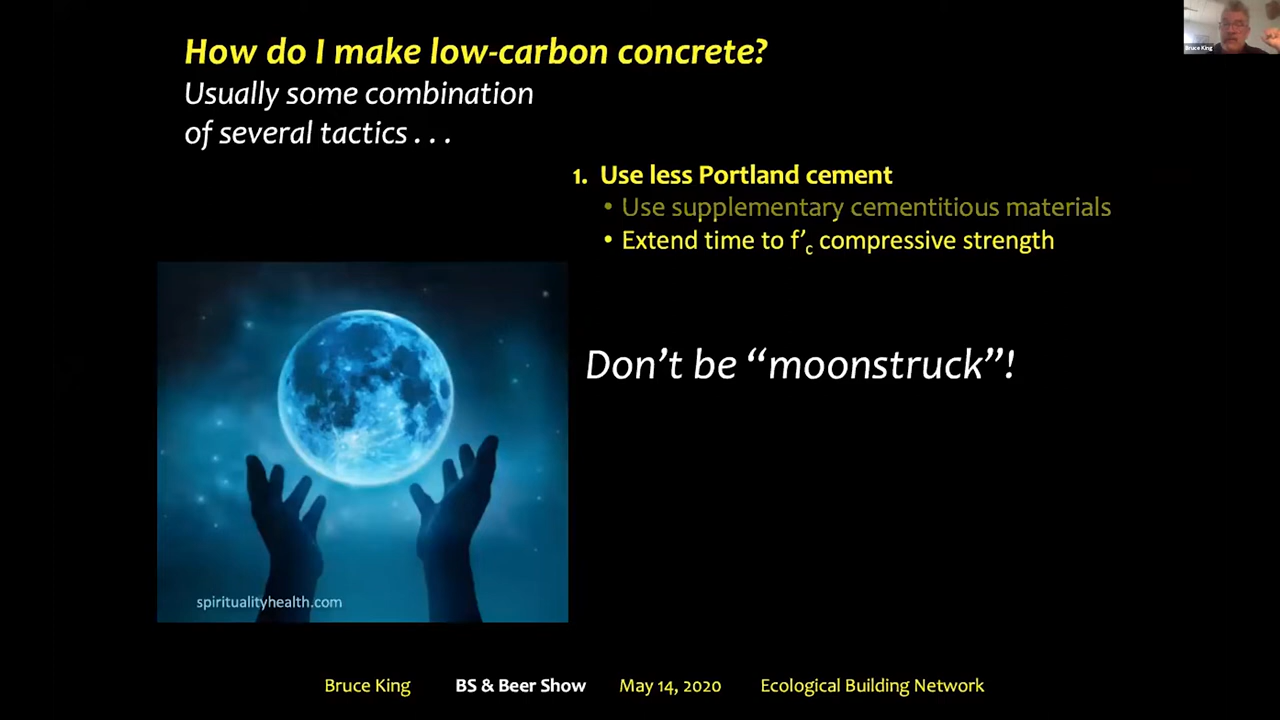 How do I make low-carbon concrete?
Usually some combination
of several tactics . . .
1. Use less Portland cement
• Use supplementary cementitious materials
• Extend time to f’c compressive strength
Don’t be “moonstruck”!
spiritualityhealth.com
Bruce King BS & Beer Show May 14, 2020 Ecological Building Network
Bruce King